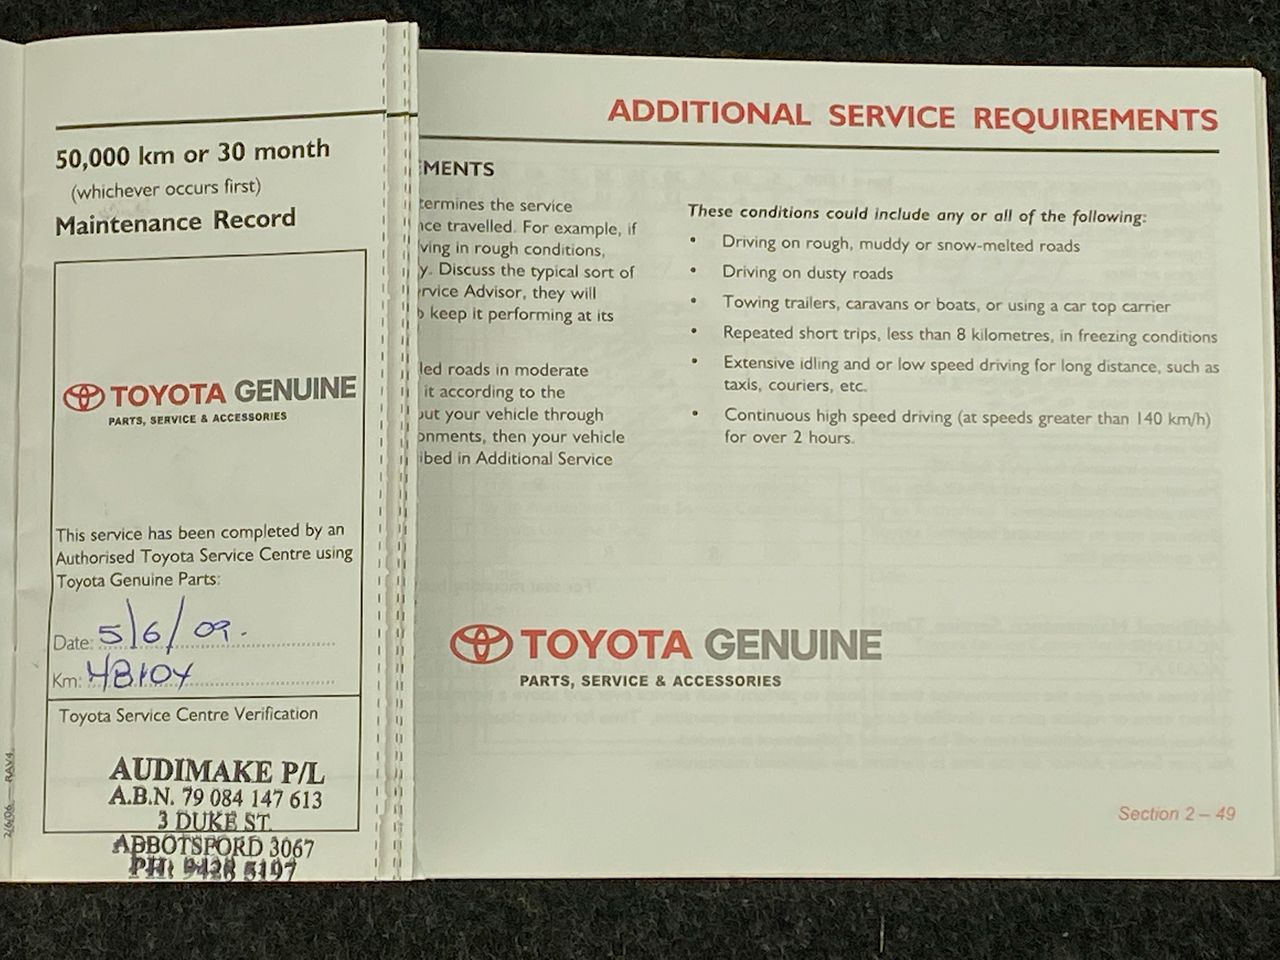 50,000 km or 30 month
(whichever occurs first)
Maintenance Record
TOYOTA GENUINE
PARTS, SERVICE & ACCESSORIES
This service has been completed by an
Authorised Toyota Service Centre using
Toyota Genuine Parts:
Date: 5/6/09.
Km: 48104
Toyota Service Centre Verification
AUDIMAKE P/L
A.B.N. 79 084 147 613
3 DUKE ST.
ABBOTSFORD 3067
PH: 9428 5197
2/6/06 — RAV4
ADDITIONAL SERVICE REQUIREMENTS
EMENTS
termines the service
nce travelled. For example, if
ving in rough conditions,
y. Discuss the typical sort of
rvice Advisor, they will
o keep it performing at its
led roads in moderate
it according to the
out your vehicle through
onments, then your vehicle
ibed in Additional Service
These conditions could include any or all of the following:
• Driving on rough, muddy or snow-melted roads
• Driving on dusty roads
• Towing trailers, caravans or boats, or using a car top carrier
• Repeated short trips, less than 8 kilometres, in freezing conditions
• Extensive idling and or low speed driving for long distance, such as
taxis, couriers, etc.
• Continuous high speed driving (at speeds greater than 140 km/h)
for over 2 hours.
TOYOTA GENUINE
PARTS, SERVICE & ACCESSORIES
Section 2 – 49